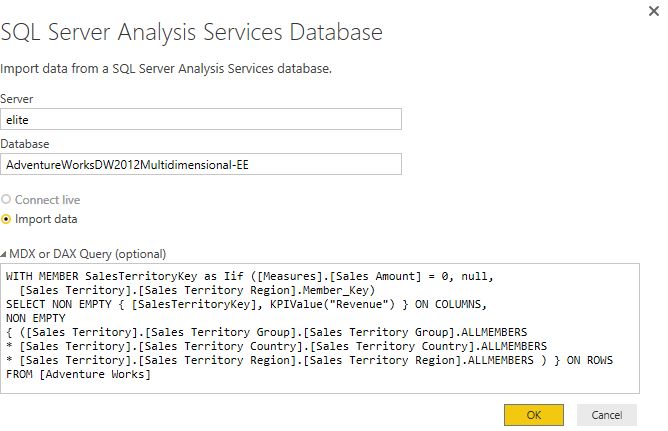 SQL Server Analysis Services Database
Import data from a SQL Server Analysis Services database.
Server
elite
Database
AdventureWorksDW2012Multidimensional-EE
Connect live
Import data
MDX or DAX Query (optional)
WITH MEMBER SalesTerritoryKey as Iif ([Measures].[Sales Amount] = 0, null,
[Sales Territory].[Sales Territory Region].Member_Key)
SELECT NON EMPTY { [SalesTerritoryKey], KPIValue("Revenue") } ON COLUMNS,
NON EMPTY
{ ([Sales Territory].[Sales Territory Group].[Sales Territory Group].ALLMEMBERS
* [Sales Territory].[Sales Territory Country].[Sales Territory Country].ALLMEMBERS
* [Sales Territory].[Sales Territory Region].[Sales Territory Region].ALLMEMBERS ) } ON ROWS
FROM [Adventure Works]
OK Cancel